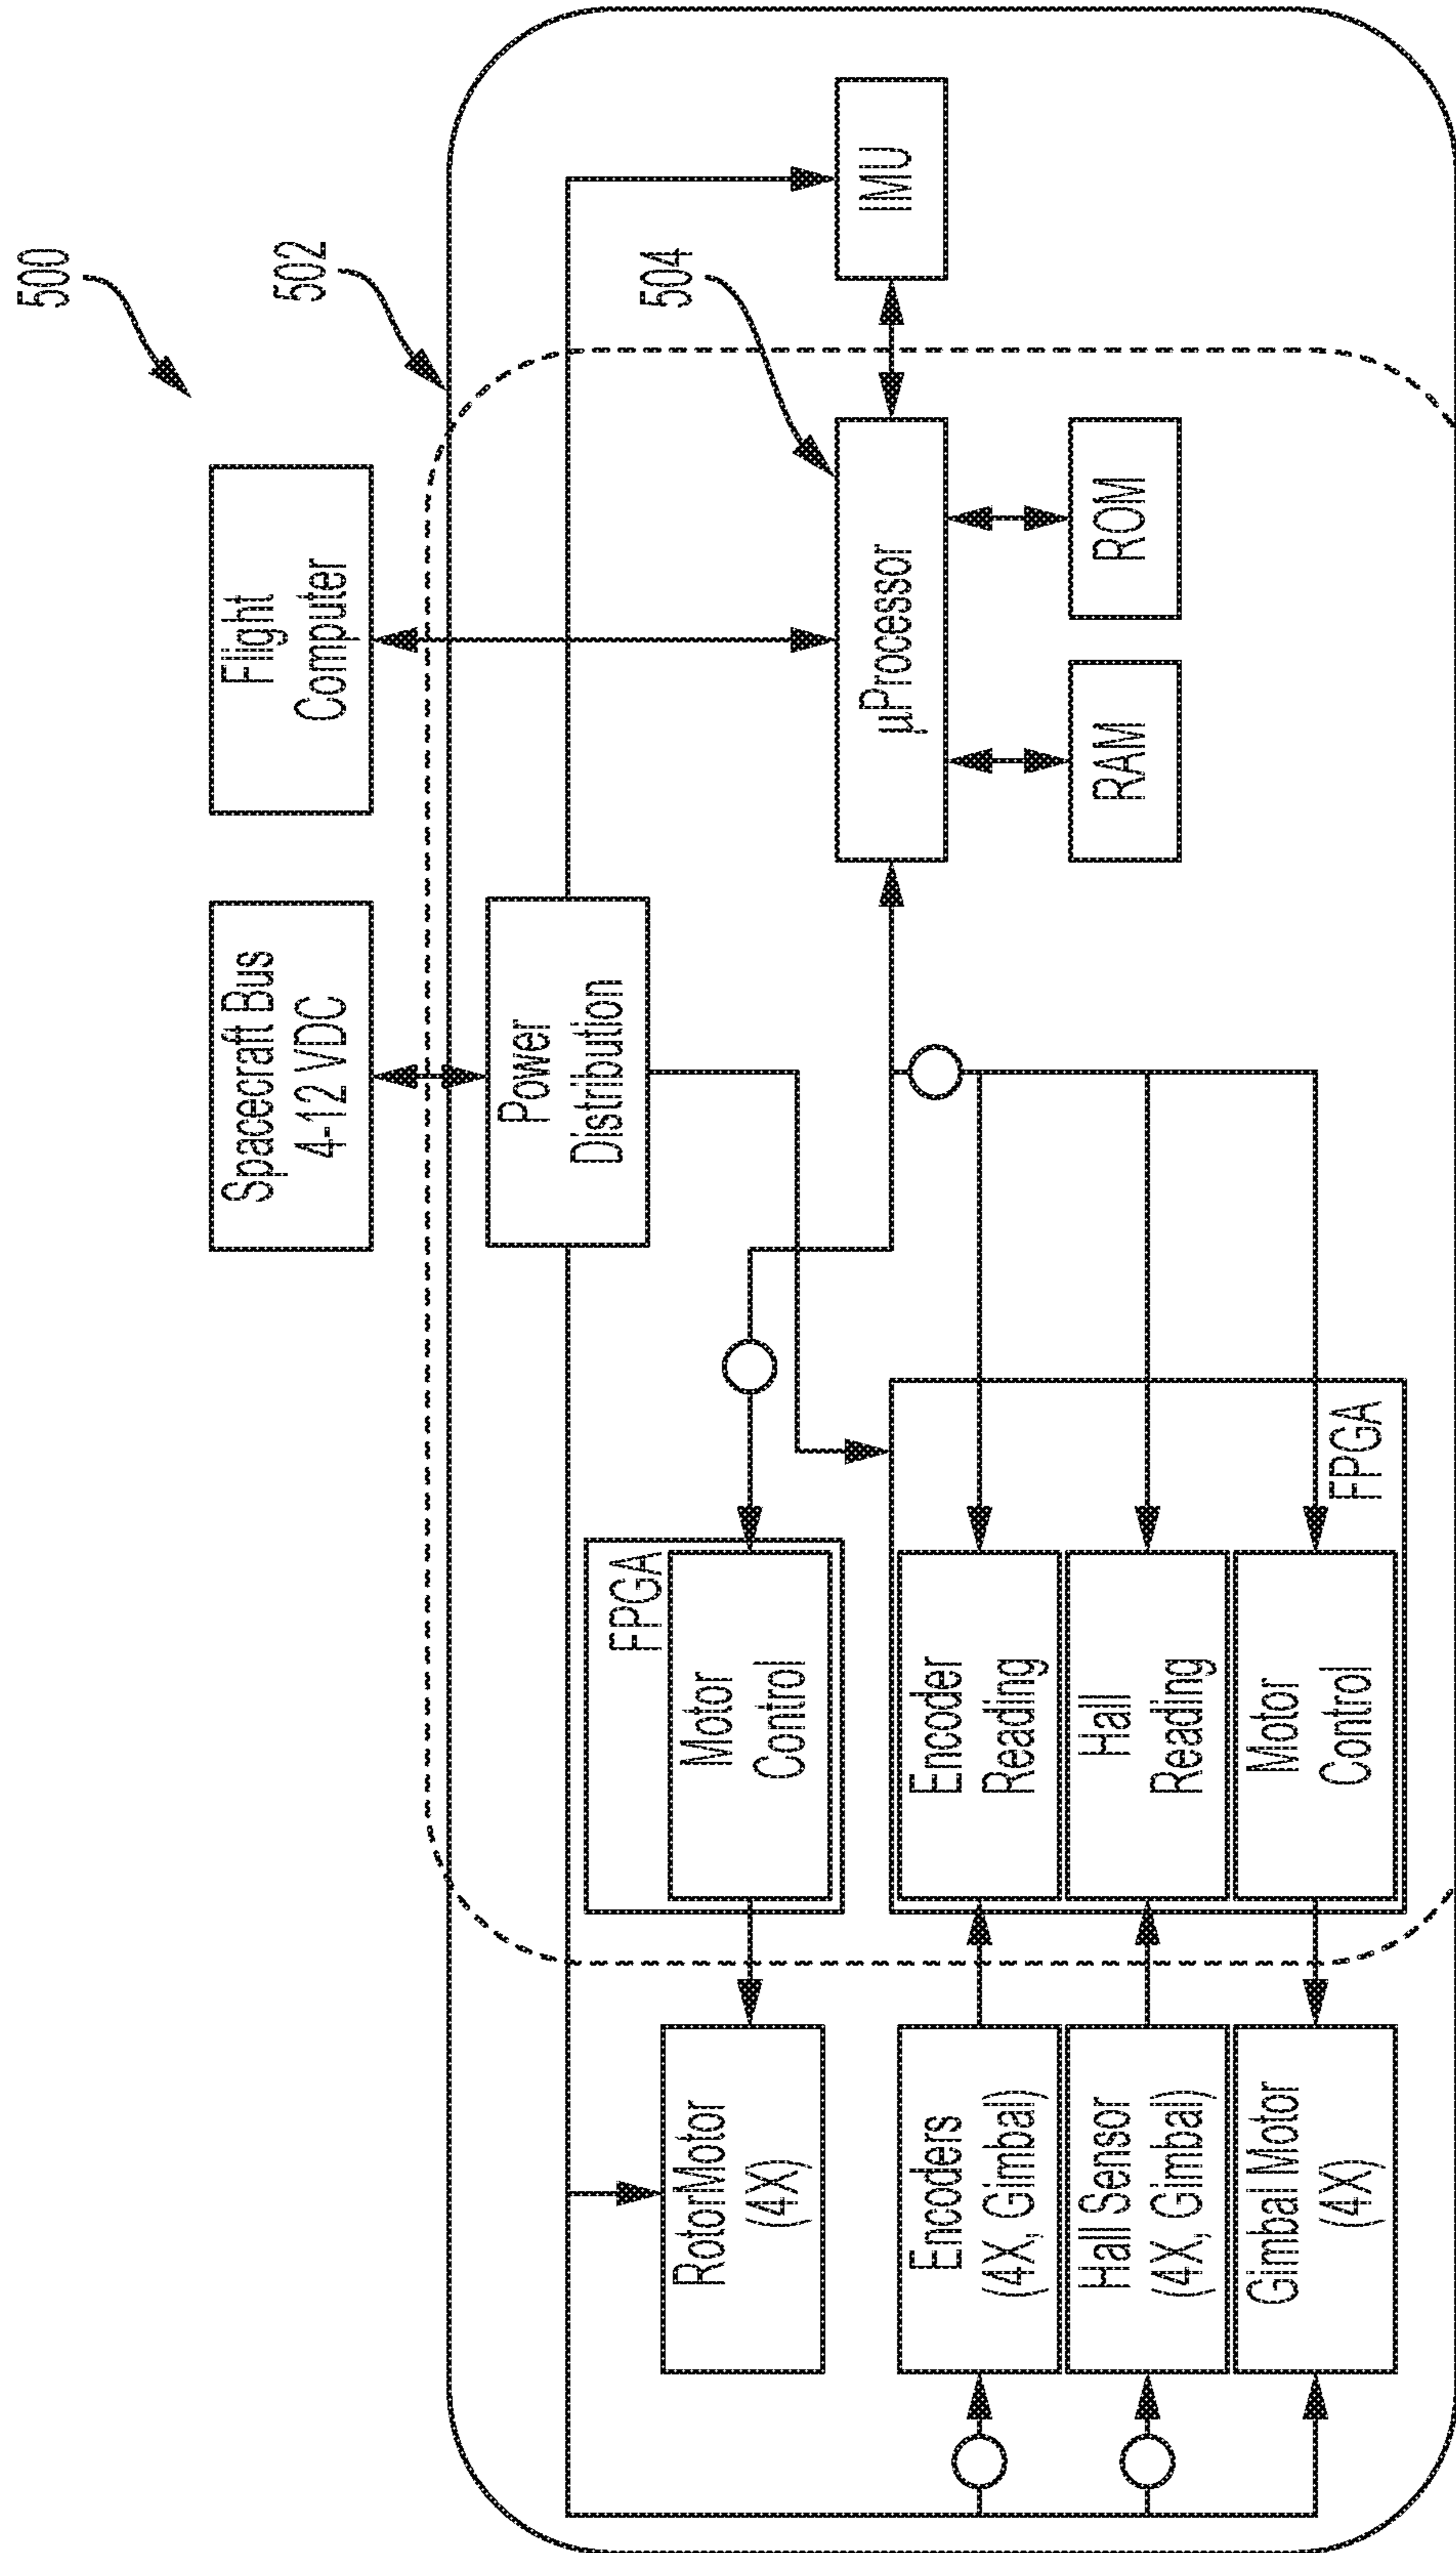 500
Spacecraft Bus
4-12 VDC
Flight
Computer
502
Power
Distribution
504
RotorMotor
(4X)
FPGA
Motor
Control
µProcessor
IMU
Encoders
(4X, Gimbal)
Encoder
Reading
RAM
ROM
Hall Sensor
(4X, Gimbal)
Hall
Reading
Gimbal Motor
(4X)
Motor
Control
FPGA